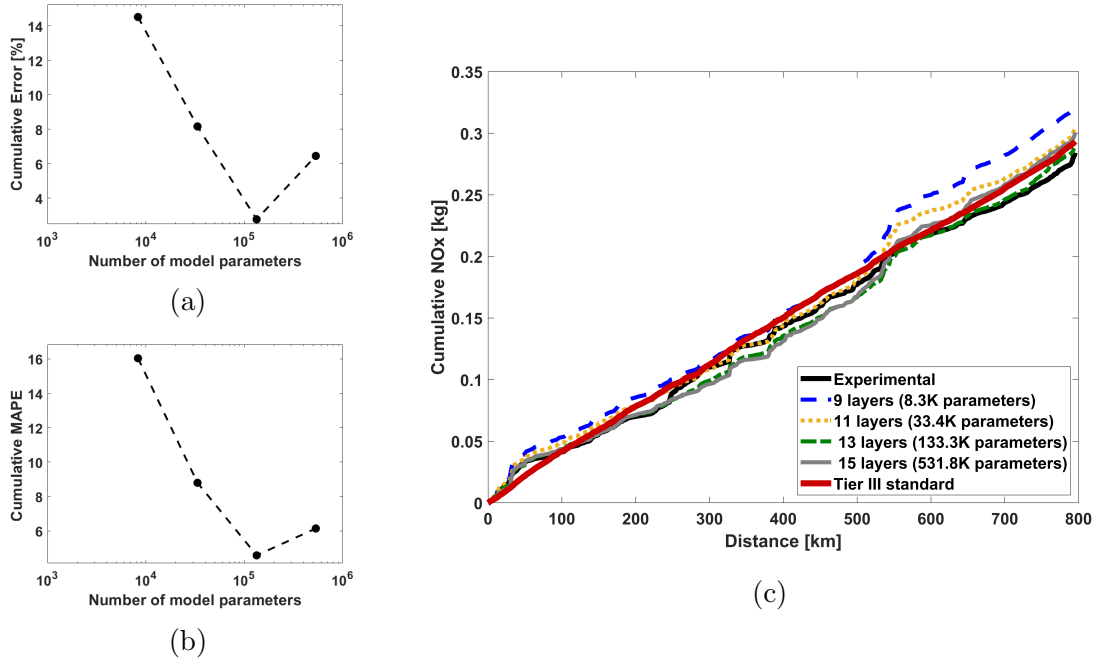 14
12
10
8
6
4
Cumulative Error [%]
10^3 10^4 10^5 10^6
Number of model parameters
(a)
16
14
12
10
8
6
Cumulative MAPE
10^3 10^4 10^5 10^6
Number of model parameters
(b)
0.35
0.3
0.25
0.2
0.15
0.1
0.05
0
Cumulative NOx [kg]
Experimental
9 layers (8.3K parameters)
11 layers (33.4K parameters)
13 layers (133.3K parameters)
15 layers (531.8K parameters)
Tier III standard
0 100 200 300 400 500 600 700 800
Distance [km]
(c)